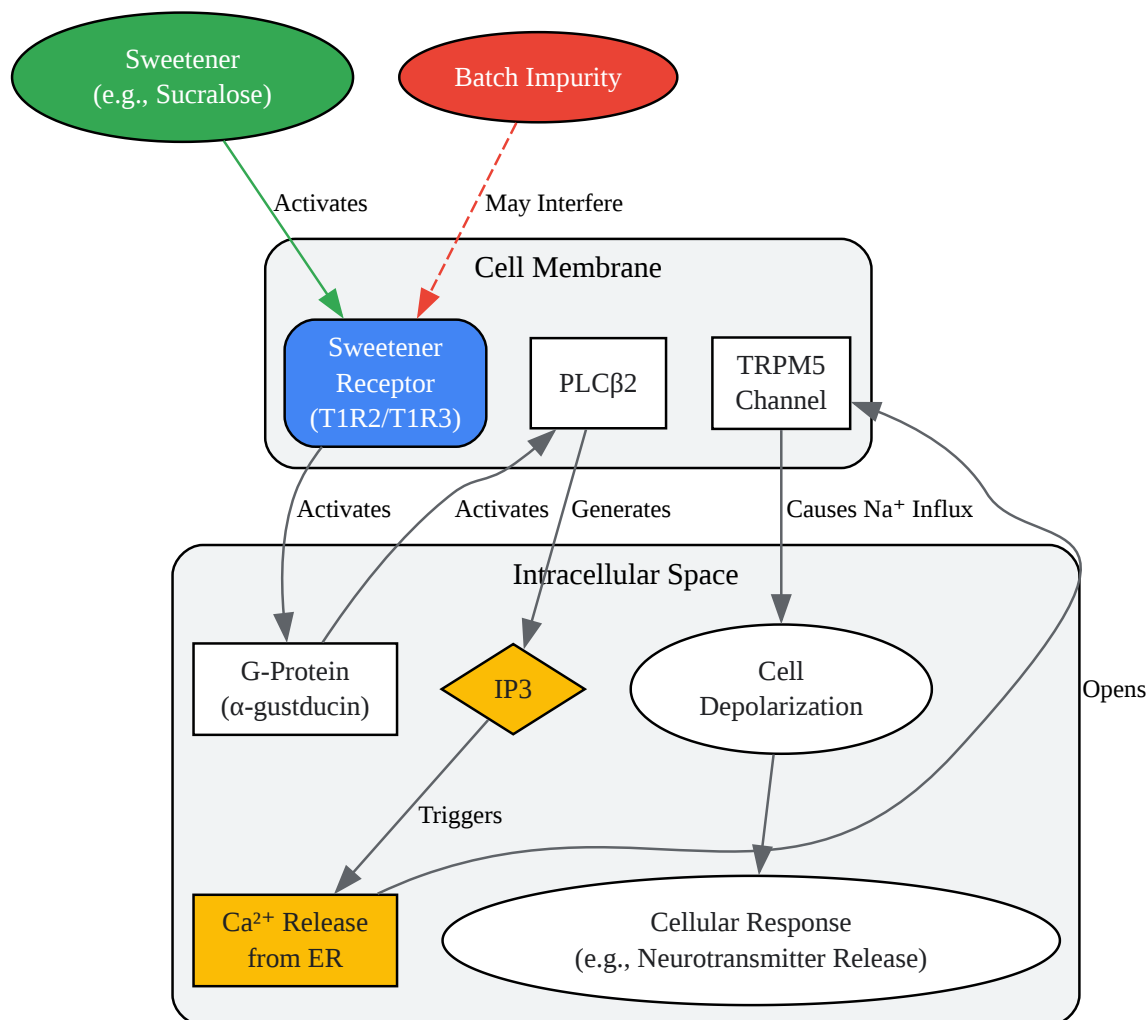 Sweetener
(e.g., Sucralose)
Batch Impurity
Activates
May Interfere
Cell Membrane
Sweetener
Receptor
(T1R2/T1R3)
PLCβ2
TRPM5
Channel
Activates
Activates
Generates
Causes Na⁺ Influx
Intracellular Space
G-Protein
(α-gustducin)
IP3
Cell
Depolarization
Opens
Triggers
Ca²⁺ Release
from ER
Cellular Response
(e.g., Neurotransmitter Release)